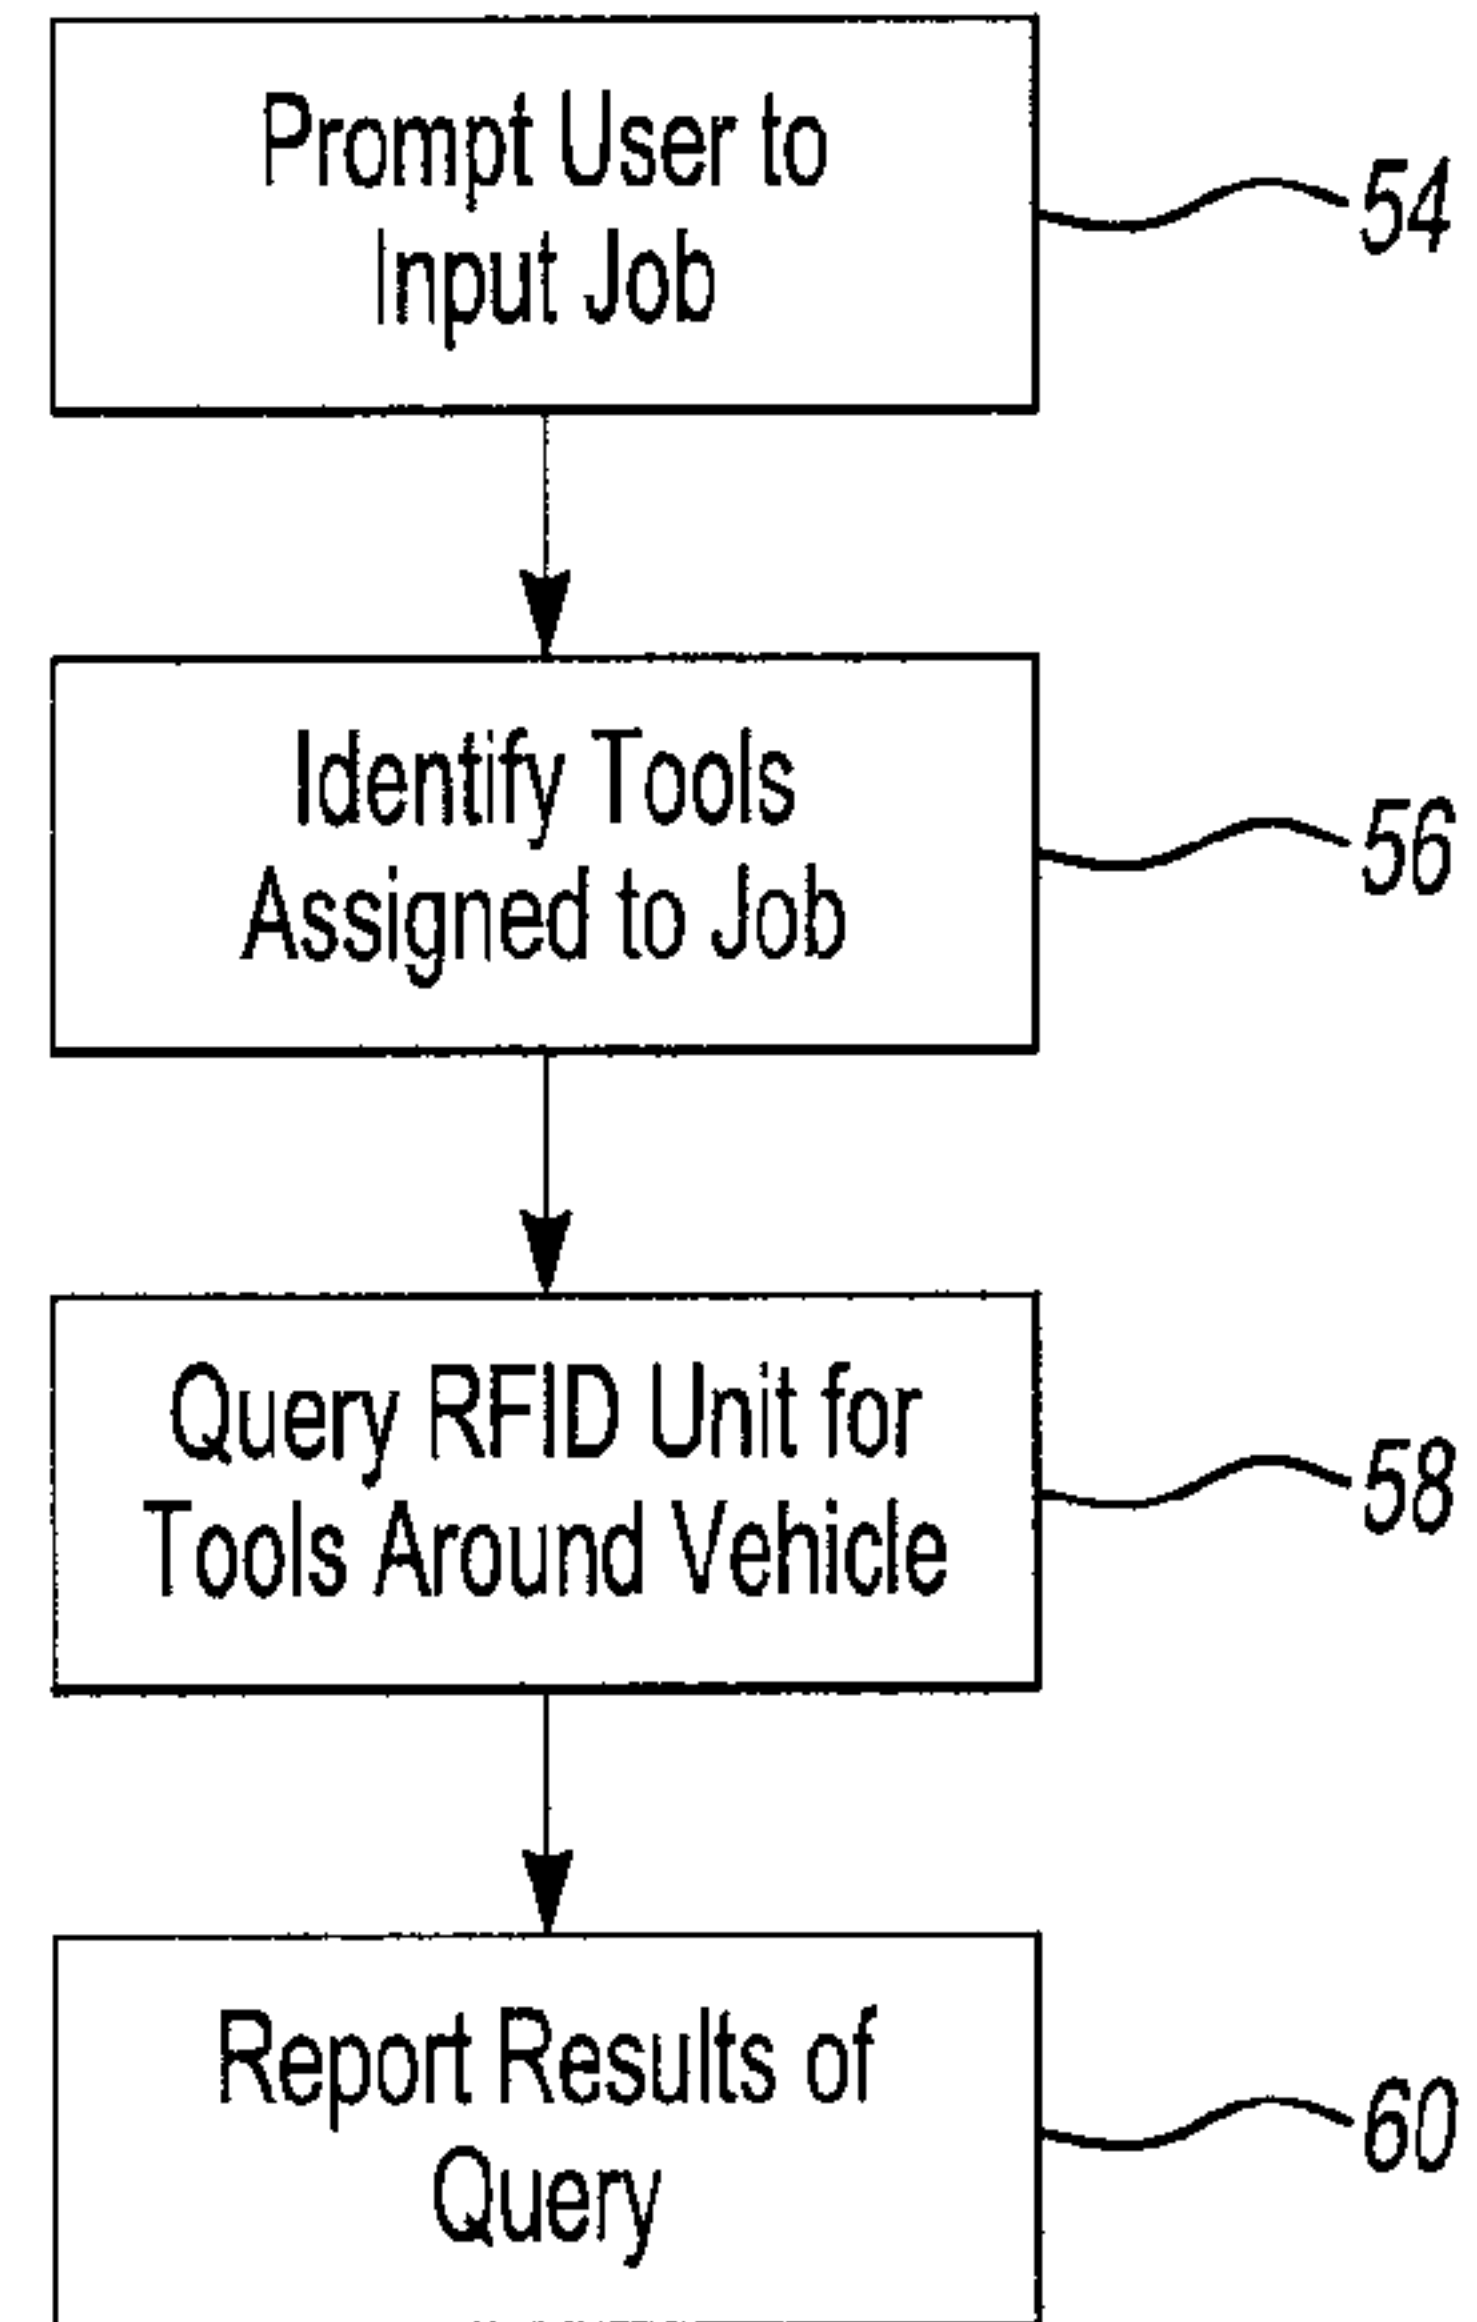 Prompt User to
Input Job
54
Identify Tools
Assigned to Job
56
Query RFID Unit for
Tools Around Vehicle
58
Report Results of
Query
60